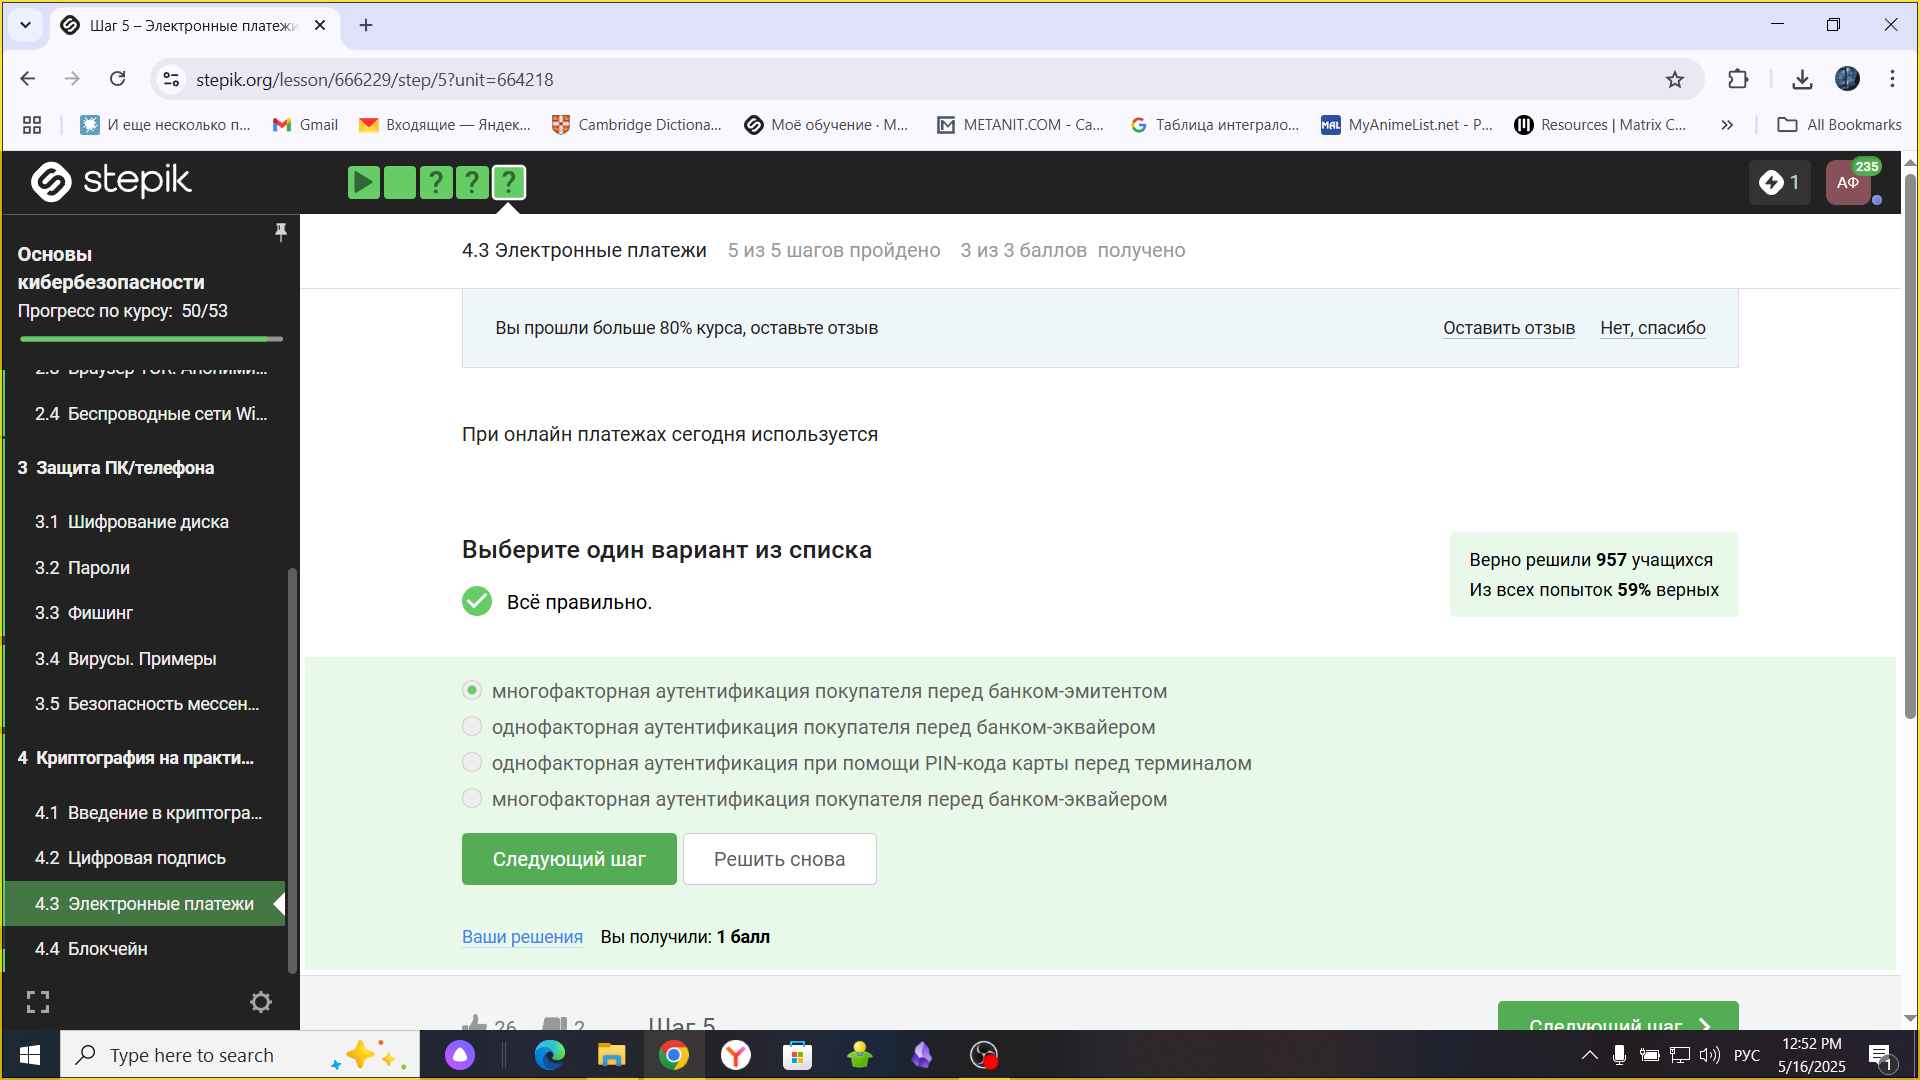 Шаг 5 – Электронные платежи
stepik.org/lesson/666229/step/5?unit=664218
И еще несколько п...
Gmail
Входящие — Яндек...
Cambridge Dictiona...
Моё обучение · М...
METANIT.COM - Ca...
Таблица интеграло...
MAL
MyAnimeList.net - P...
Resources | Matrix C...
All Bookmarks
stepik
?
?
?
1
АФ
235
Основы
кибербезопасности
Прогресс по курсу: 50/53
2.4 Беспроводные сети Wi...
3 Защита ПК/телефона
3.1 Шифрование диска
3.2 Пароли
3.3 Фишинг
3.4 Вирусы. Примеры
3.5 Безопасность мессен...
4 Криптография на практи...
4.1 Введение в криптогра...
4.2 Цифровая подпись
4.3 Электронные платежи
4.4 Блокчейн
4.3 Электронные платежи 5 из 5 шагов пройдено 3 из 3 баллов получено
Вы прошли больше 80% курса, оставьте отзыв
Оставить отзыв
Нет, спасибо
При онлайн платежах сегодня используется
Выберите один вариант из списка
Всё правильно.
Верно решили 957 учащихся
Из всех попыток 59% верных
многофакторная аутентификация покупателя перед банком-эмитентом
однофакторная аутентификация покупателя перед банком-эквайером
однофакторная аутентификация при помощи PIN-кода карты перед терминалом
многофакторная аутентификация покупателя перед банком-эквайером
Следующий шаг
Решить снова
Ваши решения Вы получили: 1 балл
26
2
Шаг 5
Следующий шаг
Type here to search
РУС
12:52 PM
5/16/2025
1